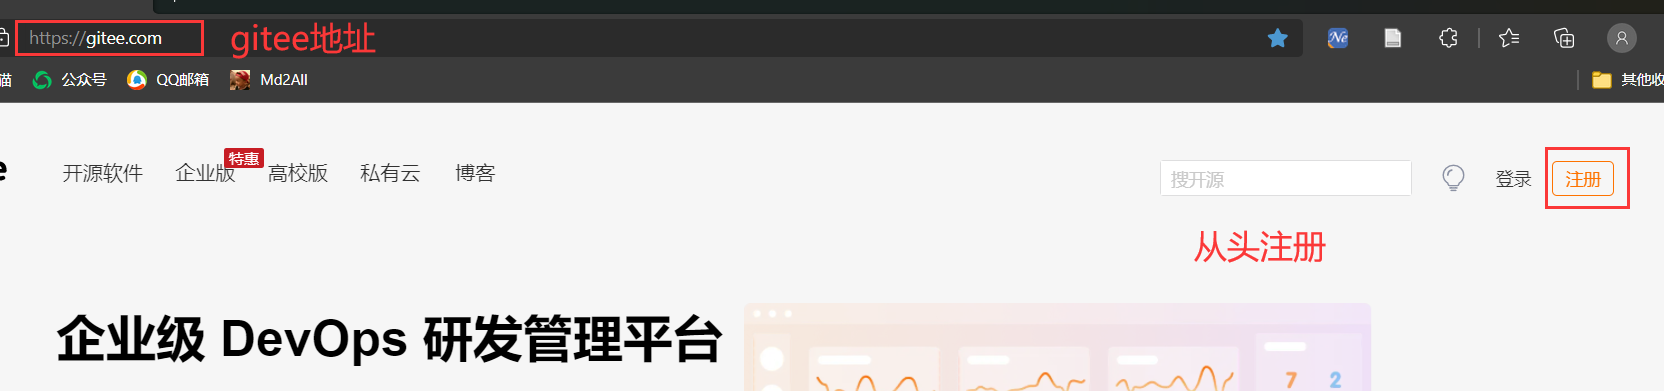 https://gitee.com
gitee地址
猫 公众号 QQ邮箱 Md2All 其他收
e 开源软件 企业版 特惠 高校版 私有云 博客 搜开源 登录 注册
从头注册
企业级 DevOps 研发管理平台
7 2